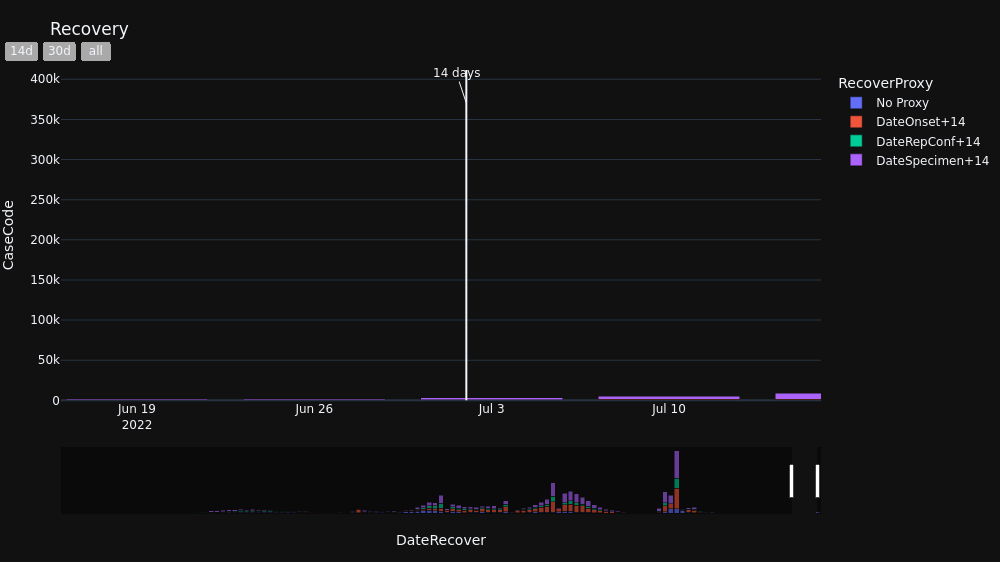 Recovery
14d 30d all
14 days
400k
350k
300k
250k
200k
150k
100k
50k
0
CaseCode
Jun 19 Jun 26 Jul 3 Jul 10
2022
DateRecover
RecoverProxy
No Proxy
DateOnset+14
DateRepConf+14
DateSpecimen+14